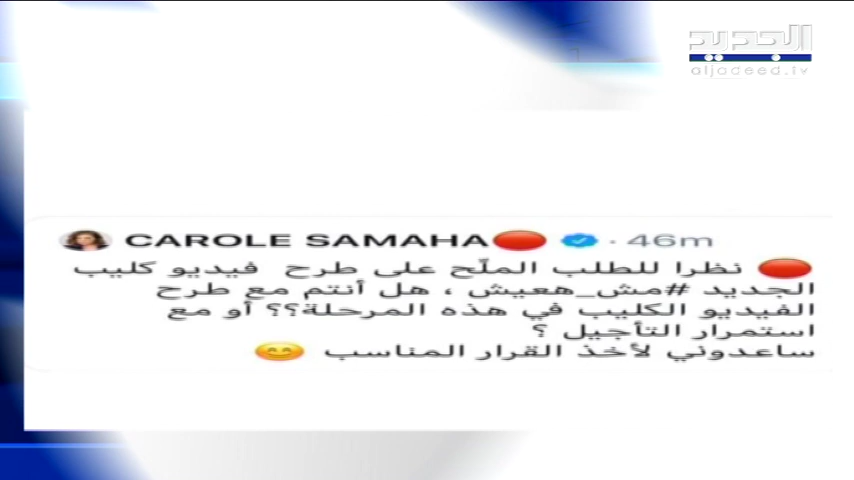 الجديد
aljadeed.tv
CAROLE SAMAHA🔴 · 46m
🔴 نظرا للطلب الملّح على طرح فيديو كليب
الجديد #مش_هعيش ، هل أنتم مع طرح
الفيديو الكليب في هذه المرحلة؟؟ أو مع
استمرار التأجيل ؟
ساعدوني لأخذ القرار المناسب 😊